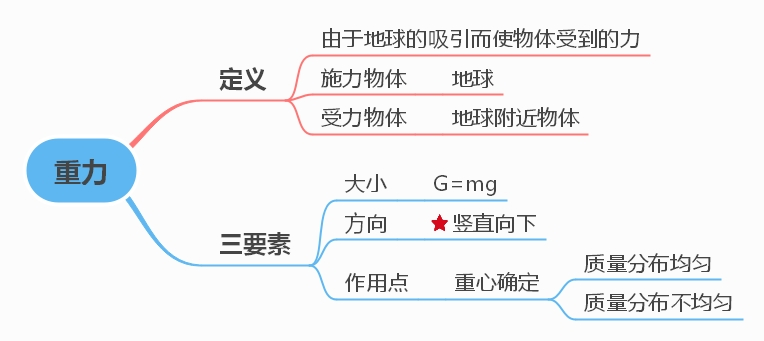 由于地球的吸引而使物体受到的力
定义
施力物体 地球
受力物体 地球附近物体
重力
大小 G=mg
方向 竖直向下
三要素
质量分布均匀
作用点 重心确定
质量分布不均匀